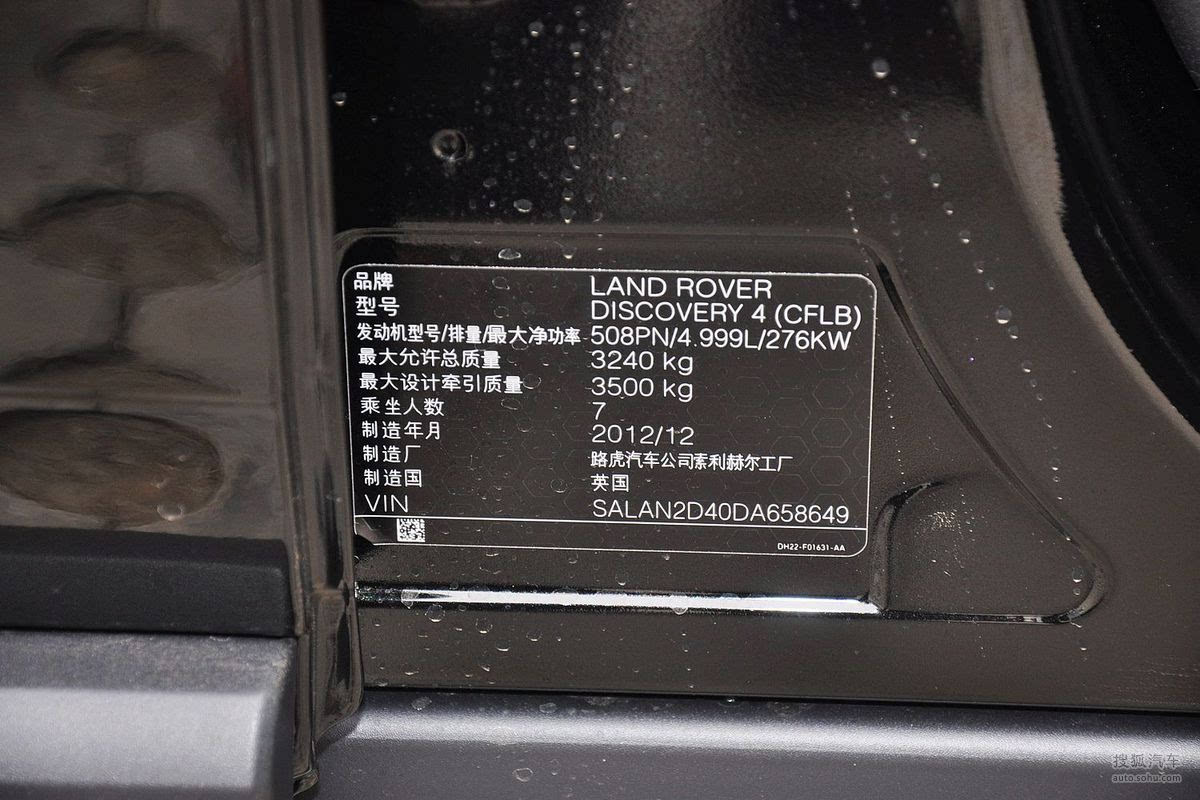 品牌 LAND ROVER
型号 DISCOVERY 4 (CFLB)
发动机型号/排量/最大净功率 508PN/4.999L/276KW
最大允许总质量 3240 kg
最大设计牵引质量 3500 kg
乘坐人数 7
制造年月 2012/12
制造厂 路虎汽车公司索利赫尔工厂
制造国 英国
VIN SALAN2D40DA658649
DH22-F01631-AA
搜狐汽车
auto.sohu.com